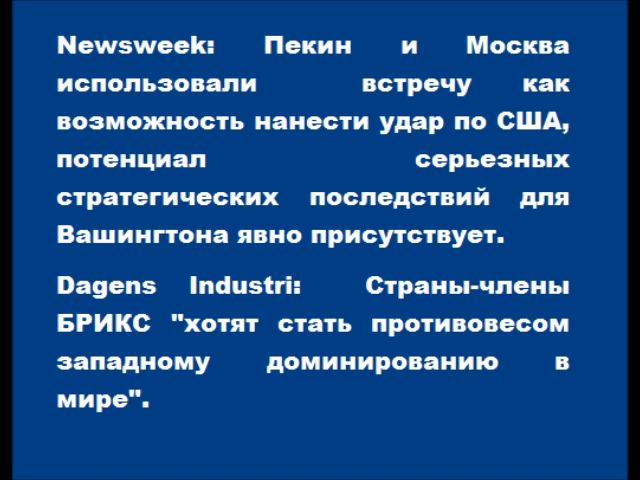 Newsweek: Пекин и Москва
использовали встречу как
возможность нанести удар по США,
потенциал серьезных
стратегических последствий для
Вашингтона явно присутствует.
Dagens Industri: Страны-члены
БРИКС "хотят стать противовесом
западному доминированию в
мире".